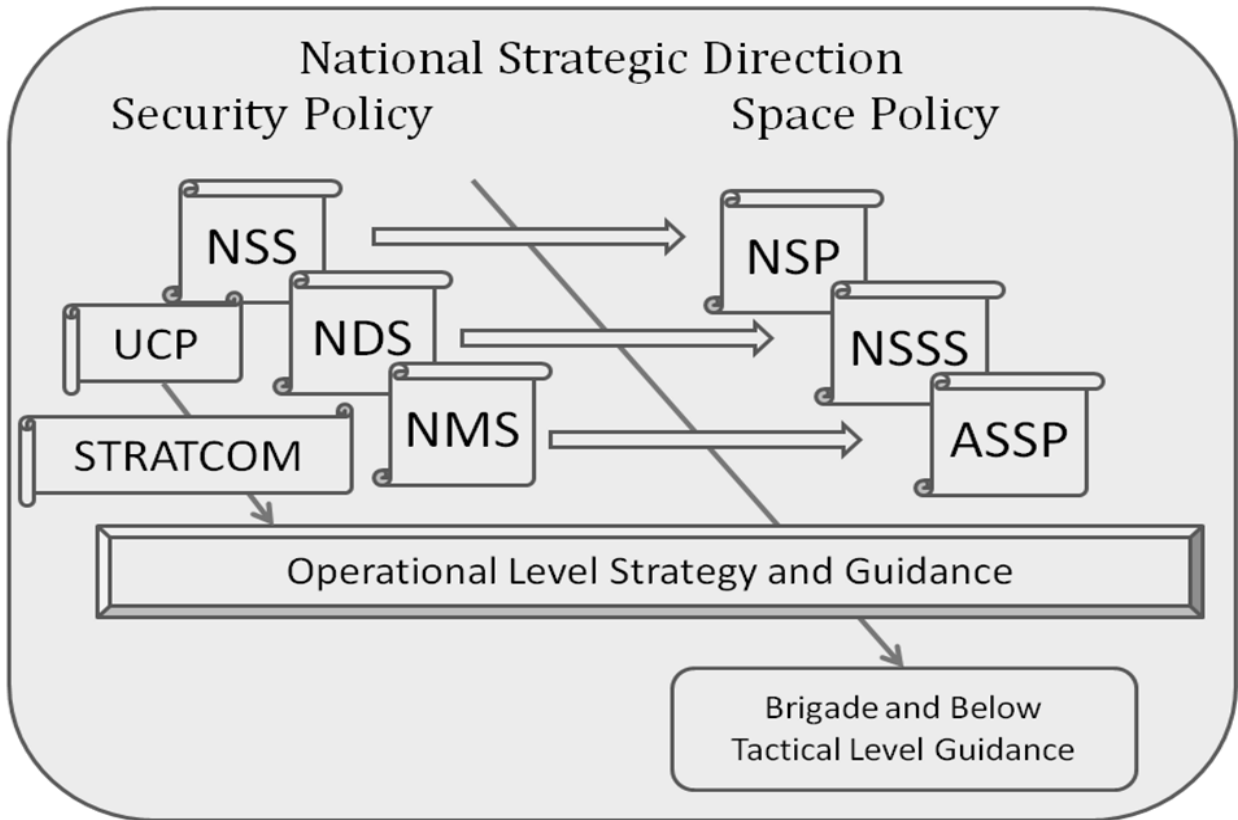 National Strategic Direction
Security Policy
Space Policy
NSS
NSP
UCP
NDS
NSSS
STRATCOM
NMS
ASSP
Operational Level Strategy and Guidance
Brigade and Below
Tactical Level Guidance